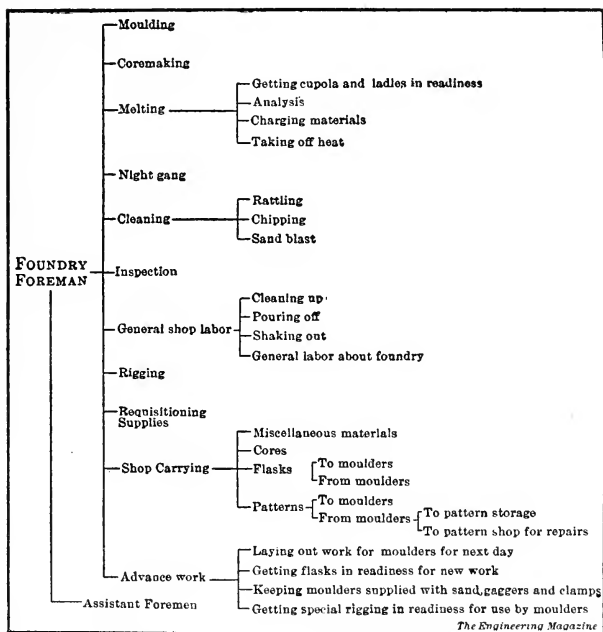 Moulding
Coremaking
Melting
Getting cupola and ladles in readiness
Analysis
Charging materials
Taking off heat
Night gang
Cleaning
Rattling
Chipping
Sand blast
FOUNDRY
FOREMAN
Inspection
General shop labor
Cleaning up
Pouring off
Shaking out
General labor about foundry
Rigging
Requisitioning
Supplies
Shop Carrying
Miscellaneous materials
Cores
Flasks
To moulders
From moulders
Patterns
To moulders
From moulders
To pattern storage
To pattern shop for repairs
Advance work
Laying out work for moulders for next day
Getting flasks in readiness for new work
Keeping moulders supplied with sand, gaggers and clamps
Getting special rigging in readiness for use by moulders
Assistant Foremen
The Engineering Magazine